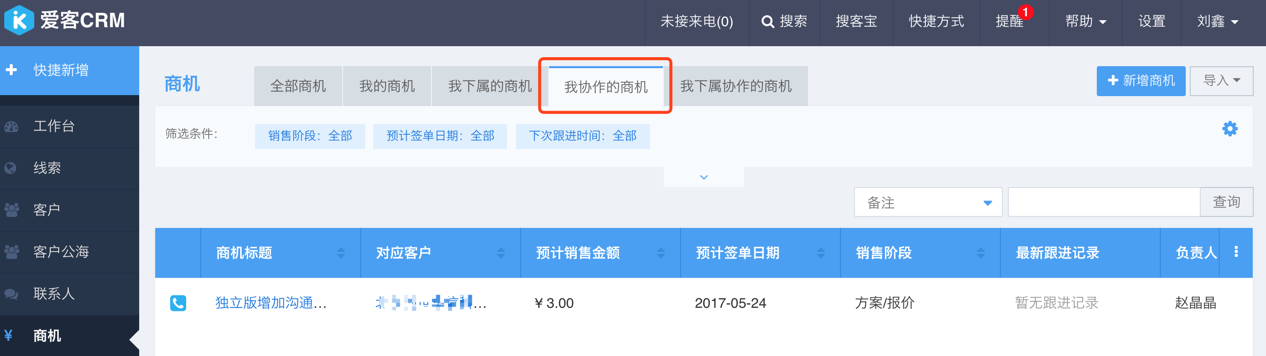 爱客CRM
未接来电(0) 搜索 搜客宝 快捷方式 提醒 1 帮助 设置 刘鑫
快捷新增
工作台
线索
客户
客户公海
联系人
商机
商机 全部商机 我的商机 我下属的商机 我协作的商机 我下属协作的商机 新增商机 导入
筛选条件: 销售阶段: 全部 预计签单日期: 全部 下次跟进时间: 全部
备注 查询
商机标题 对应客户 预计销售金额 预计签单日期 销售阶段 最新跟进记录 负责人
独立版增加沟通... ... ¥ 3.00 2017-05-24 方案/报价 暂无跟进记录 赵晶晶